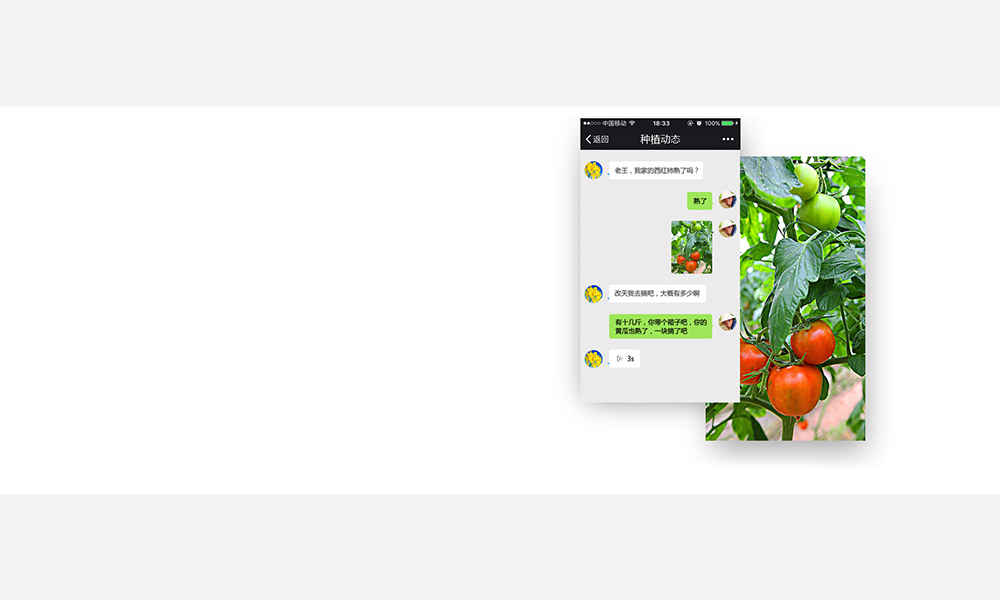 中国移动 18:33 100%
返回 种植动态
老王，我家的西红柿熟了吗？
熟了
改天我去摘吧，大概有多少啊
有十几斤，你带个箱子吧，你的
黄瓜也熟了，一块摘了吧
3s